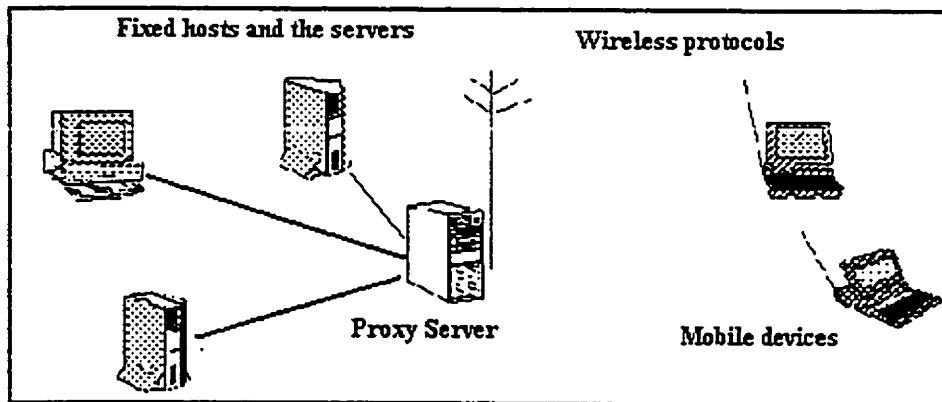 Fixed hosts and the servers
Wireless protocols
Proxy Server
Mobile devices